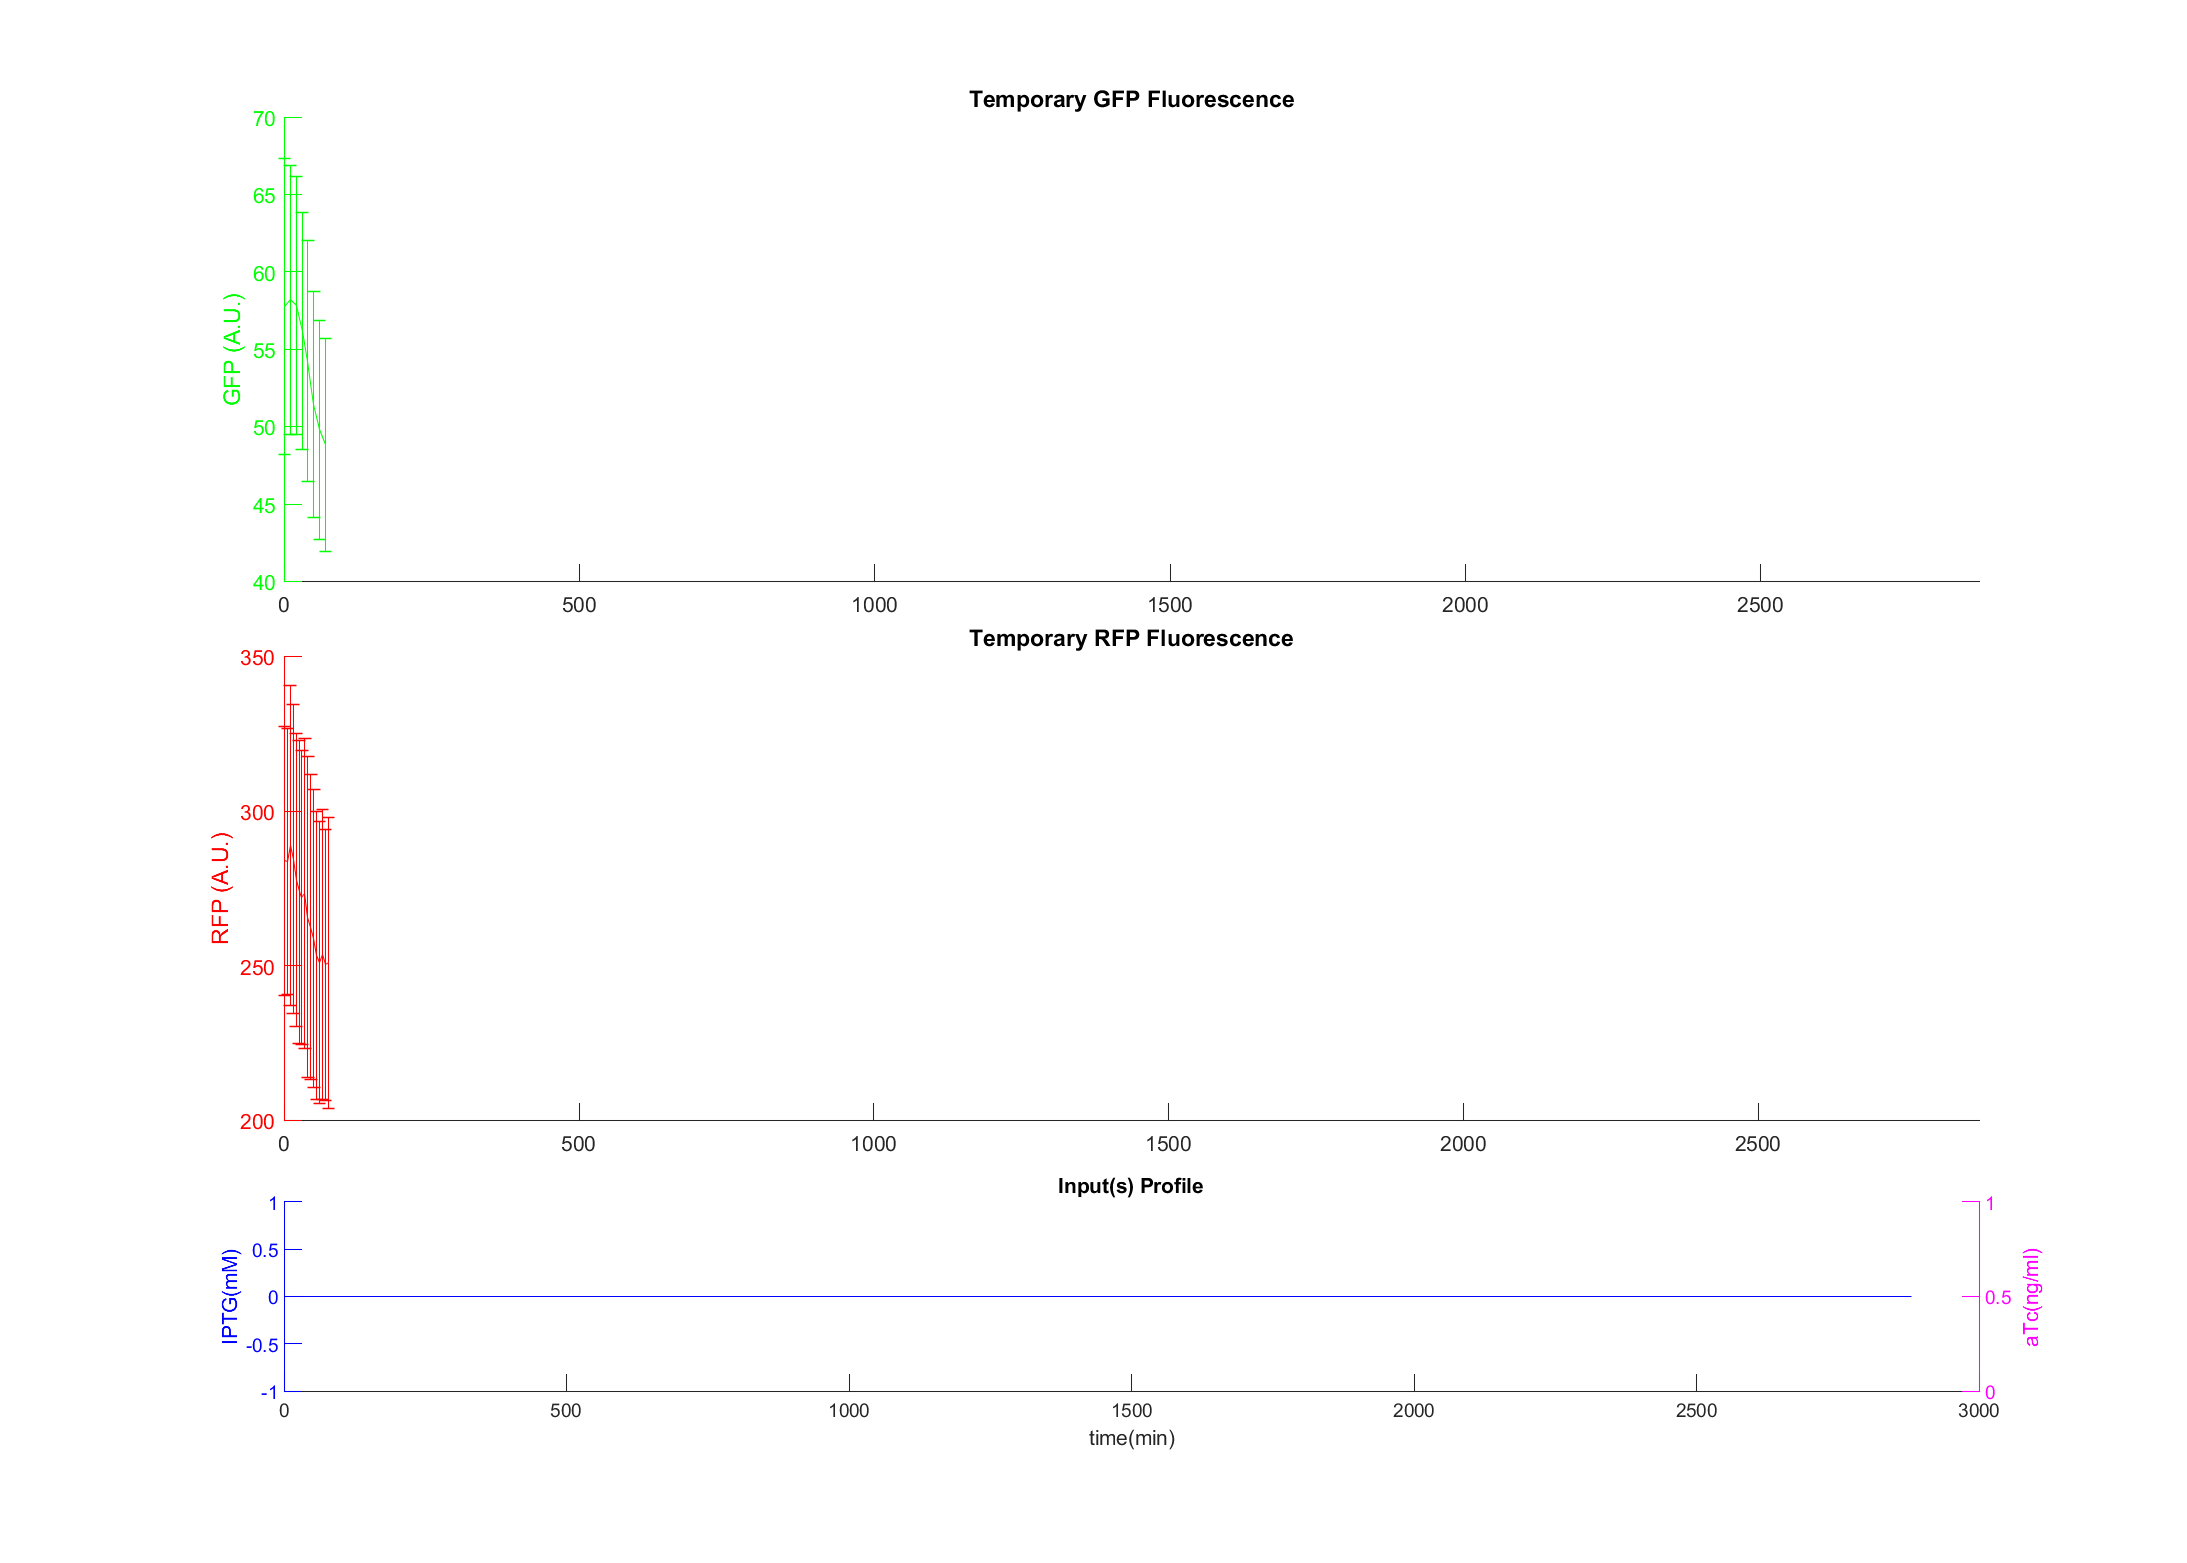 Temporary GFP Fluorescence
70
65
60
55
50
45
40
GFP (A.U.)
0 500 1000 1500 2000 2500
Temporary RFP Fluorescence
350
300
250
200
RFP (A.U.)
0 500 1000 1500 2000 2500
Input(s) Profile
1
0.5
0
-0.5
-1
IPTG(mM)
1
0.5
0
aTc(ng/ml)
0 500 1000 1500 2000 2500 3000
time(min)